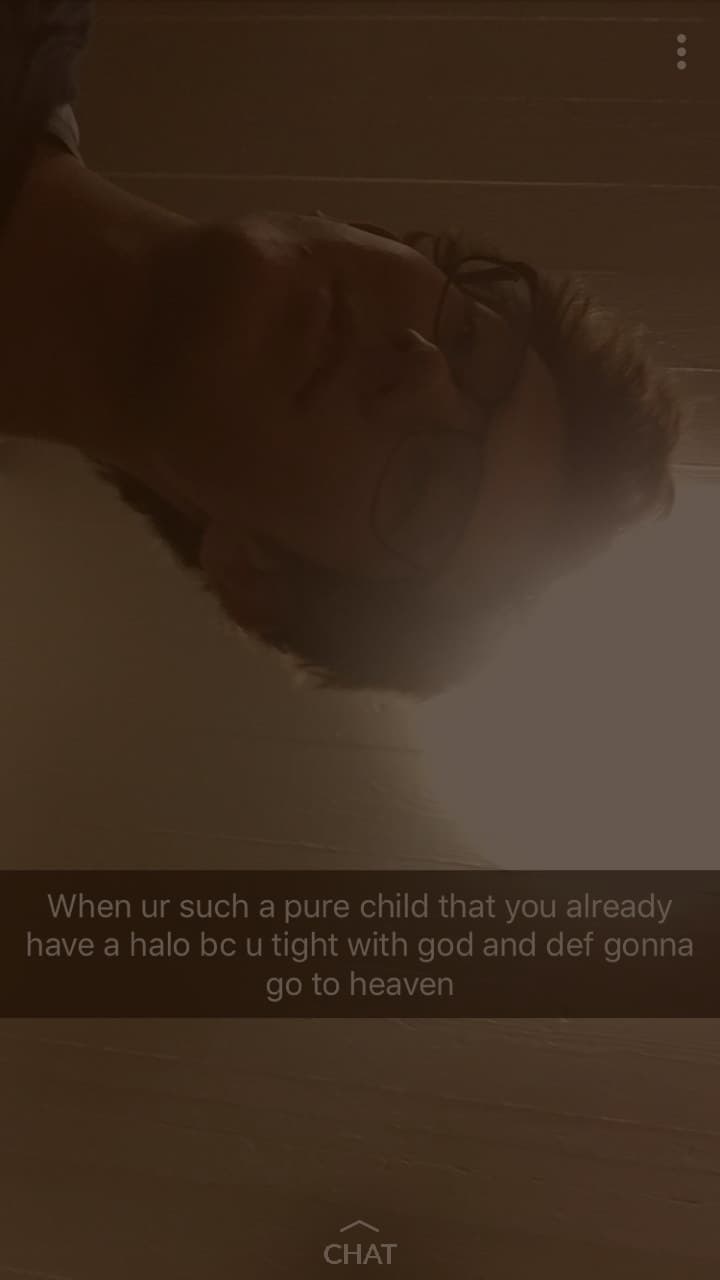 When ur such a pure child that you already
have a halo bc u tight with god and def gonna
go to heaven
CHAT